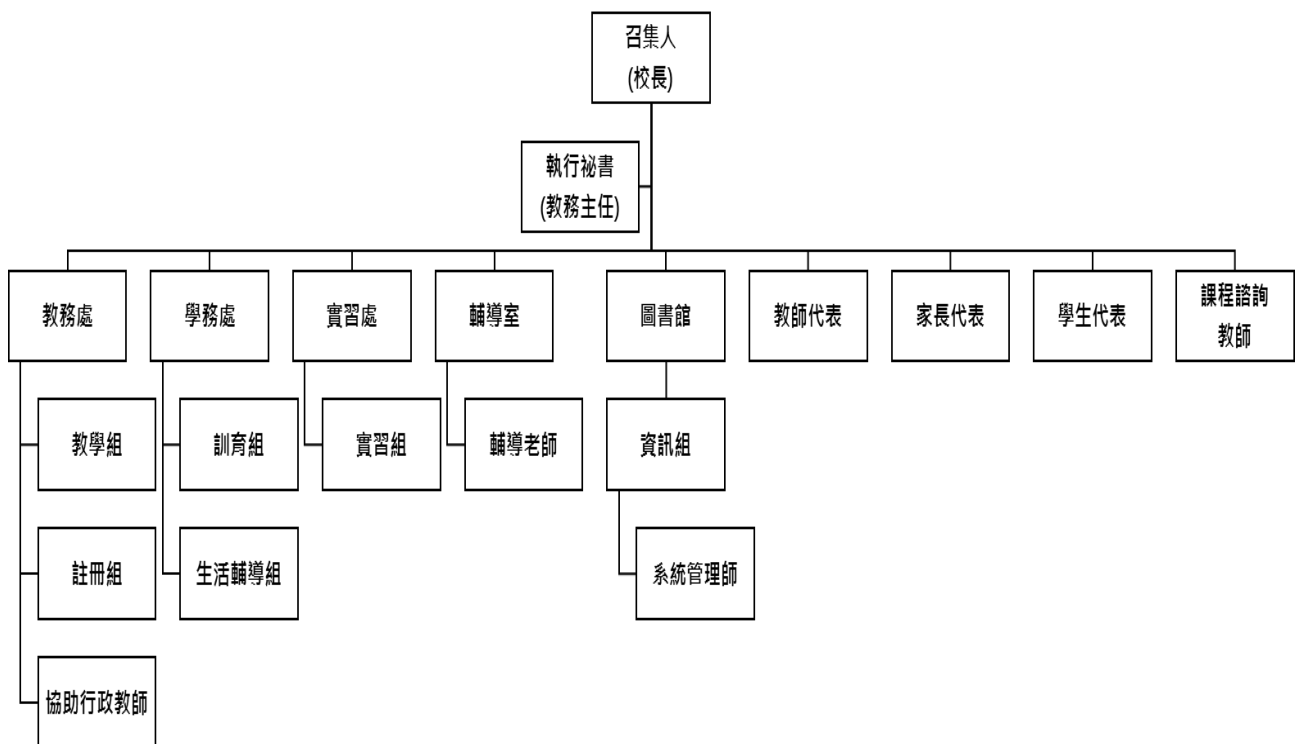 召集人
(校長)
執行祕書
(教務主任)
教務處
學務處
實習處
輔導室
圖書館
教師代表
家長代表
學生代表
課程諮詢
教師
教學組
訓育組
實習組
輔導老師
資訊組
註冊組
生活輔導組
系統管理師
協助行政教師